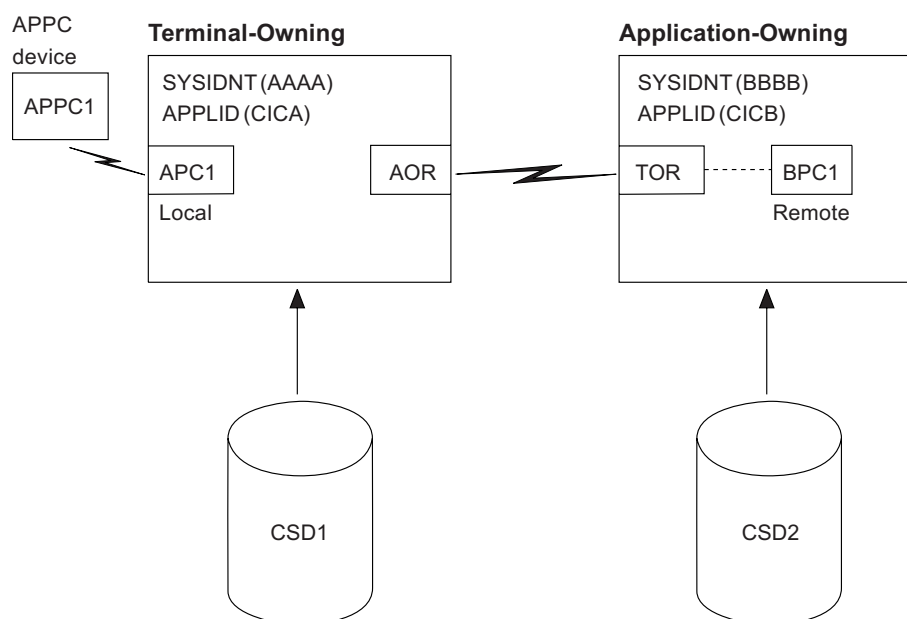 APPC
device
APPC1
Terminal-Owning
SYSIDNT (AAAA)
APPLID (CICA)
APC1
Local
AOR
Application-Owning
SYSIDNT (BBBB)
APPLID (CICB)
TOR
BPC1
Remote
CSD1
CSD2